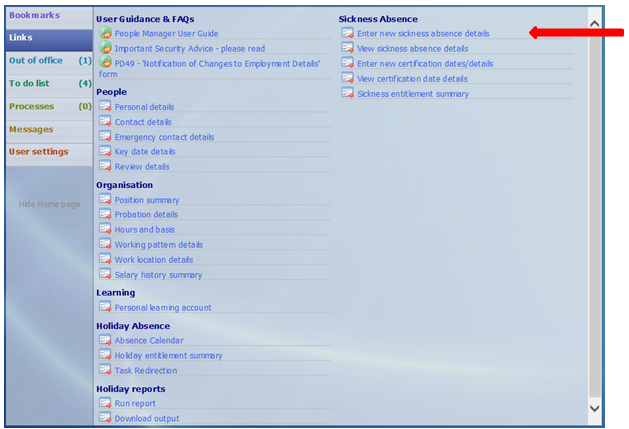 Bookmarks
Links
Out of office (1)
To do list (4)
Processes (0)
Messages
User settings
Hide Home page
User Guidance & FAQs
People Manager User Guide
Important Security Advice - please read
PD49 - 'Notification of Changes to Employment Details'
form
People
Personal details
Contact details
Emergency contact details
Key date details
Review details
Organisation
Position summary
Probation details
Hours and basis
Working pattern details
Work location details
Salary history summary
Learning
Personal learning account
Holiday Absence
Absence Calendar
Holiday entitlement summary
Task Redirection
Holiday reports
Run report
Download output
Sickness Absence
Enter new sickness absence details
View sickness absence details
Enter new certification dates/details
View certification date details
Sickness entitlement summary